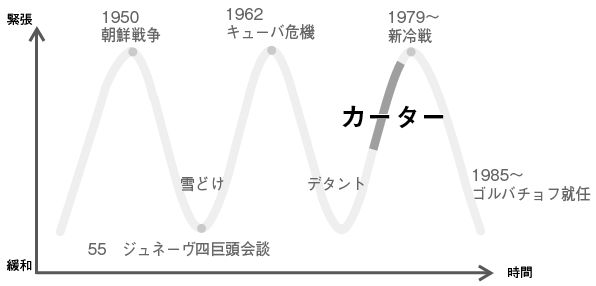 緊張
1950
朝鮮戦争
1962
キューバ危機
1979～
新冷戦
カーター
雪どけ
デタント
1985～
ゴルバチョフ就任
55　ジュネーヴ四巨頭会談
緩和
時間